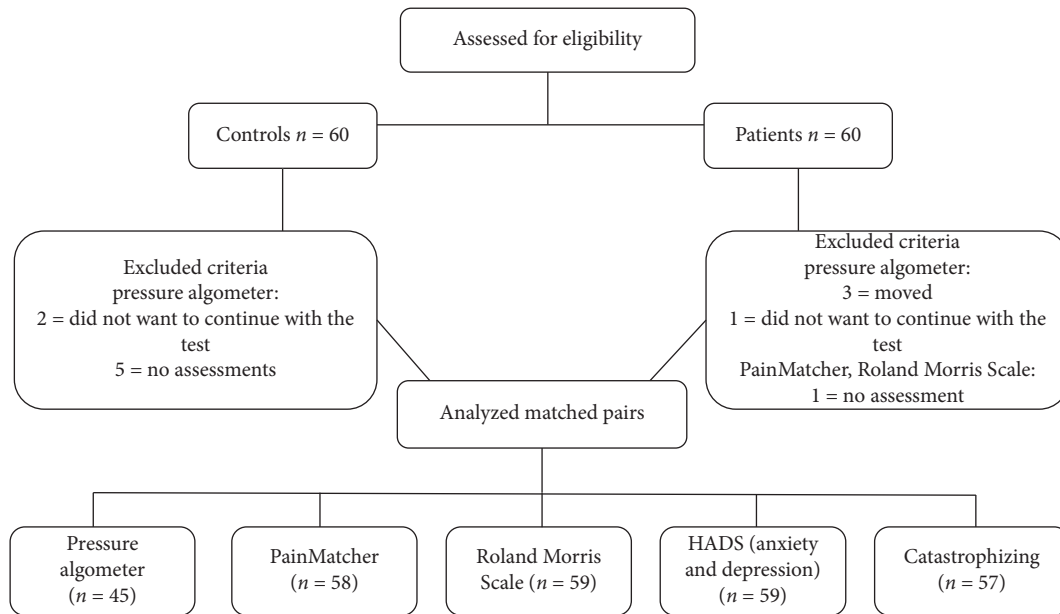 Assessed for eligibility
Controls n = 60
Patients n = 60
Excluded criteria
pressure algometer:
2 = did not want to continue with the
test
5 = no assessments
Excluded criteria
pressure algometer:
3 = moved
1 = did not want to continue with the
test
PainMatcher, Roland Morris Scale:
1 = no assessment
Analyzed matched pairs
Pressure
algometer
(n = 45)
PainMatcher
(n = 58)
Roland Morris
Scale (n = 59)
HADS (anxiety
and depression)
(n = 59)
Catastrophizing
(n = 57)